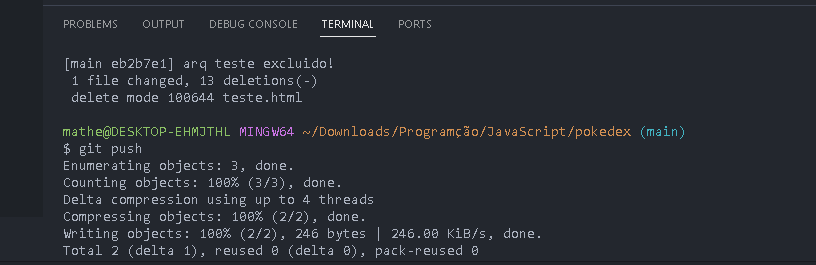 PROBLEMS OUTPUT DEBUG CONSOLE TERMINAL PORTS
[main eb2b7e1] arq teste excluido!
1 file changed, 13 deletions(-)
delete mode 100644 teste.html
mathe@DESKTOP-EHMJTHL MINGW64 ~/Downloads/Programção/JavaScript/pokedex (main)
$ git push
Enumerating objects: 3, done.
Counting objects: 100% (3/3), done.
Delta compression using up to 4 threads
Compressing objects: 100% (2/2), done.
Writing objects: 100% (2/2), 246 bytes | 246.00 KiB/s, done.
Total 2 (delta 1), reused 0 (delta 0), pack-reused 0